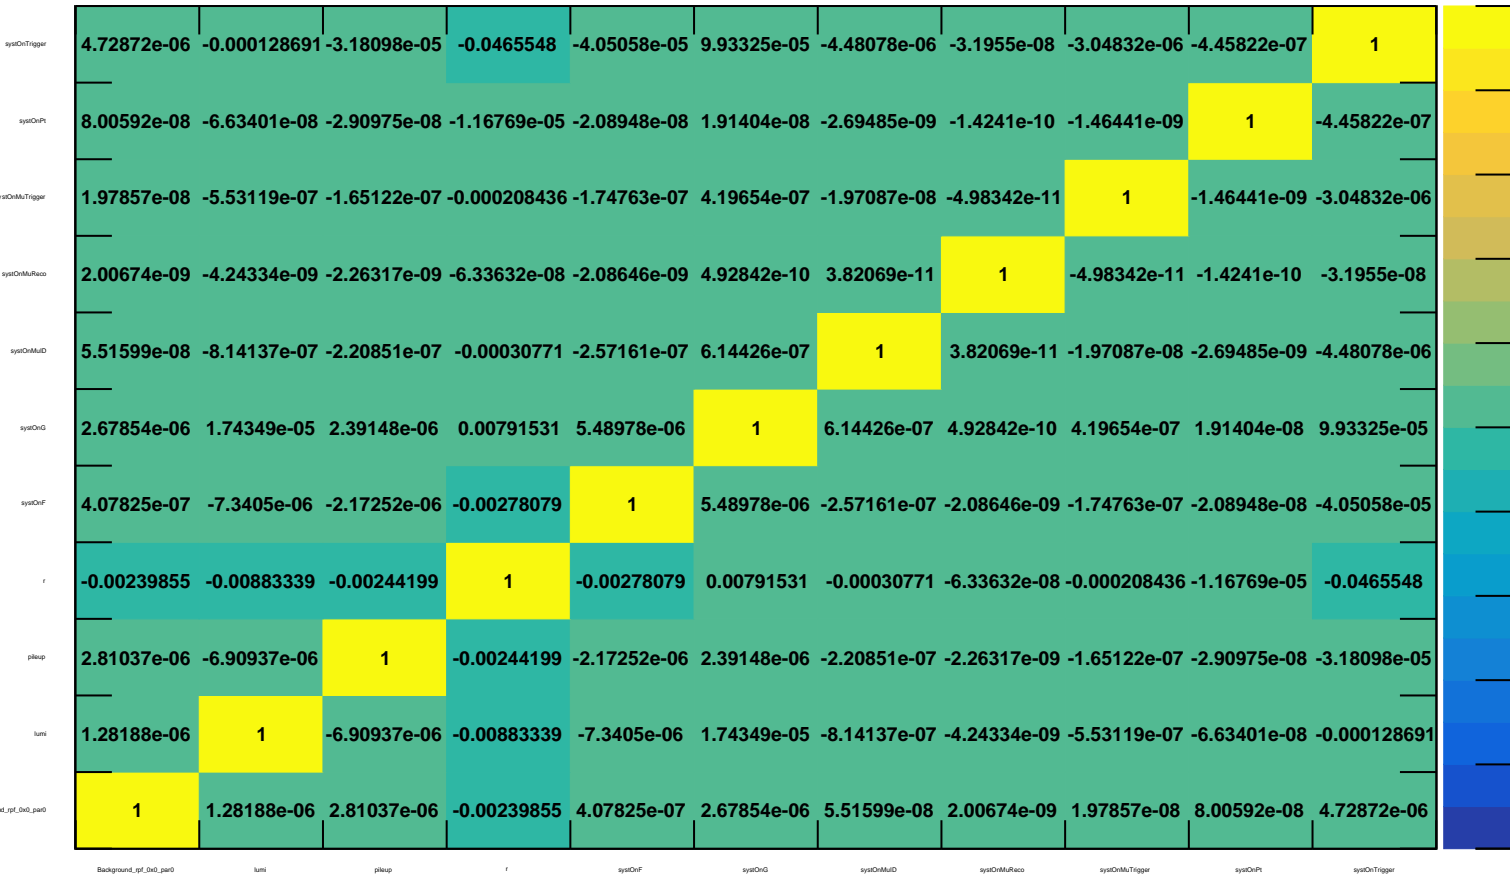 systOnTrigger 4.72872e-06 -0.000128691 -3.18098e-05 -0.0465548 -4.05058e-05 9.93325e-05 -4.48078e-06 -3.1955e-08 -3.04832e-06 -4.45822e-07 1
systOnPt 8.00592e-08 -6.63401e-08 -2.90975e-08 -1.16769e-05 -2.08948e-08 1.91404e-08 -2.69485e-09 -1.4241e-10 -1.46441e-09 1 -4.45822e-07
stOnMuTrigger 1.97857e-08 -5.53119e-07 -1.65122e-07 -0.000208436 -1.74763e-07 4.19654e-07 -1.97087e-08 -4.98342e-11 1 -1.46441e-09 -3.04832e-06
systOnMuReco 2.00674e-09 -4.24334e-09 -2.26317e-09 -6.33632e-08 -2.08646e-09 4.92842e-10 3.82069e-11 1 -4.98342e-11 -1.4241e-10 -3.1955e-08
systOnMuID 5.51599e-08 -8.14137e-07 -2.20851e-07 -0.00030771 -2.57161e-07 6.14426e-07 1 3.82069e-11 -1.97087e-08 -2.69485e-09 -4.48078e-06
systOnG 2.67854e-06 1.74349e-05 2.39148e-06 0.00791531 5.48978e-06 1 6.14426e-07 4.92842e-10 4.19654e-07 1.91404e-08 9.93325e-05
systOnF 4.07825e-07 -7.3405e-06 -2.17252e-06 -0.00278079 1 5.48978e-06 -2.57161e-07 -2.08646e-09 -1.74763e-07 -2.08948e-08 -4.05058e-05
r -0.00239855 -0.00883339 -0.00244199 1 -0.00278079 0.00791531 -0.00030771 -6.33632e-08 -0.000208436 -1.16769e-05 -0.0465548
pileup 2.81037e-06 -6.90937e-06 1 -0.00244199 -2.17252e-06 2.39148e-06 -2.20851e-07 -2.26317e-09 -1.65122e-07 -2.90975e-08 -3.18098e-05
lumi 1.28188e-06 1 -6.90937e-06 -0.00883339 -7.3405e-06 1.74349e-05 -8.14137e-07 -4.24334e-09 -5.53119e-07 -6.63401e-08 -0.000128691
d_rpf_0x0_par0 1 1.28188e-06 2.81037e-06 -0.00239855 4.07825e-07 2.67854e-06 5.51599e-08 2.00674e-09 1.97857e-08 8.00592e-08 4.72872e-06
Background_rpf_0x0_par0 lumi pileup r systOnF systOnG systOnMuID systOnMuReco systOnMuTrigger systOnPt systOnTrigger